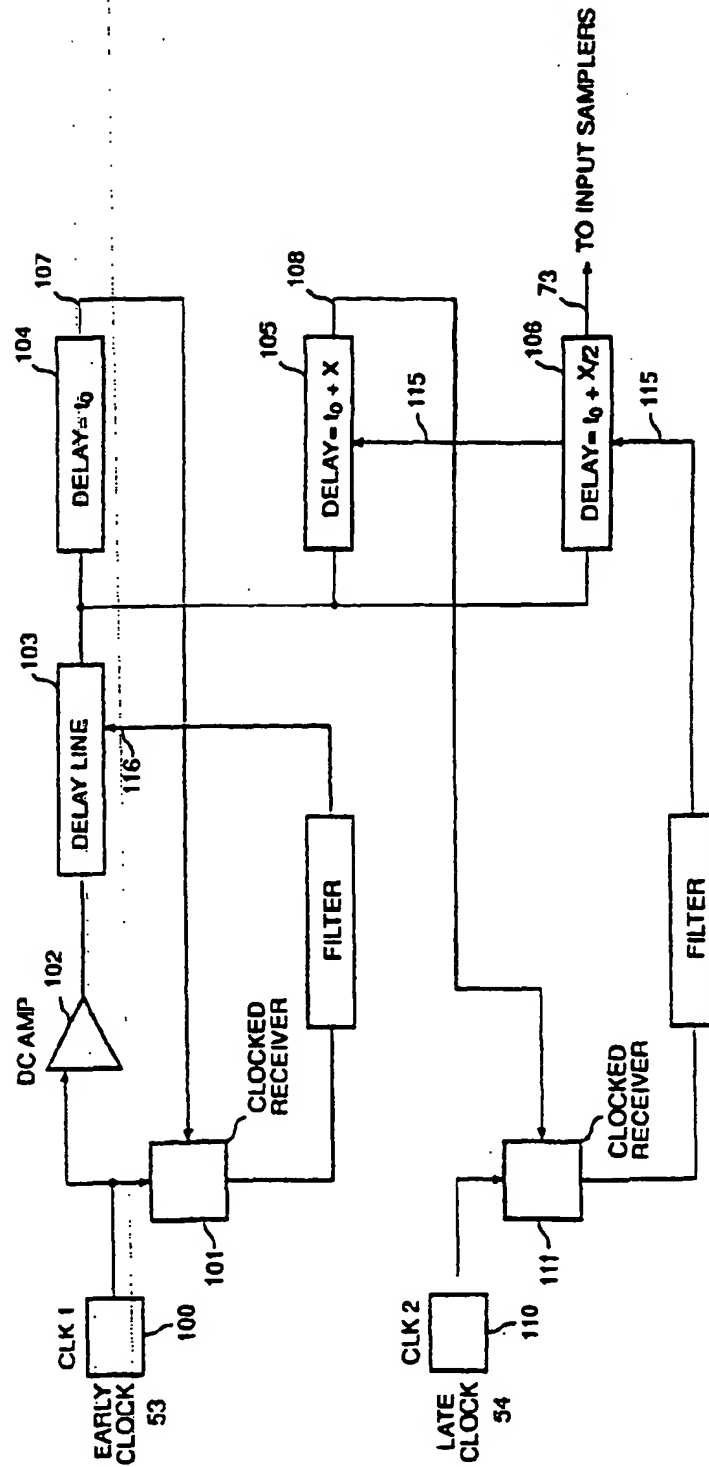 CLK 1
EARLY
CLOCK
53
100
DC AMP
102
101
CLOCKED
RECEIVER
FILTER
116
DELAY LINE
103
DELAY= t₀
104
107
CLK 2
LATE
CLOCK
54
110
111
CLOCKED
RECEIVER
FILTER
DELAY= t₀ + X
105
108
115
DELAY= t₀ + X/2
106
115
73
TO INPUT SAMPLERS